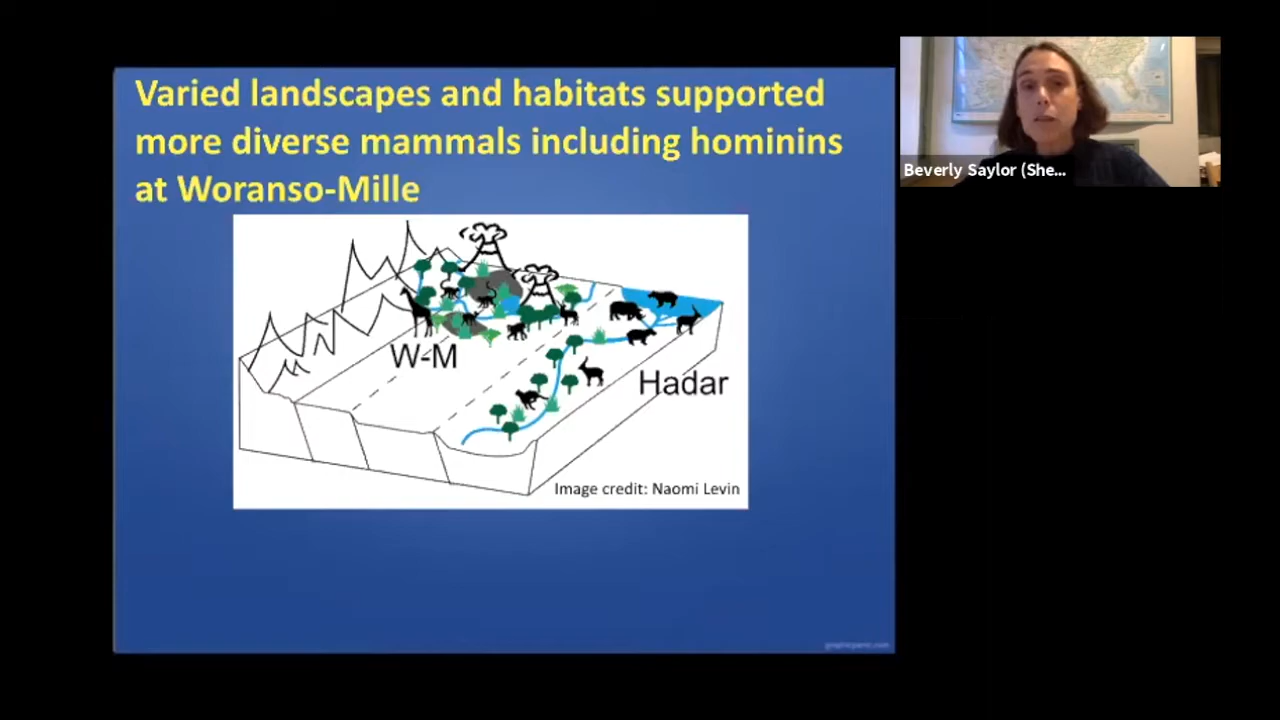 Varied landscapes and habitats supported
more diverse mammals including hominins
at Woranso-Mille
W-M
Hadar
Image credit: Naomi Levin
Beverly Saylor (She...